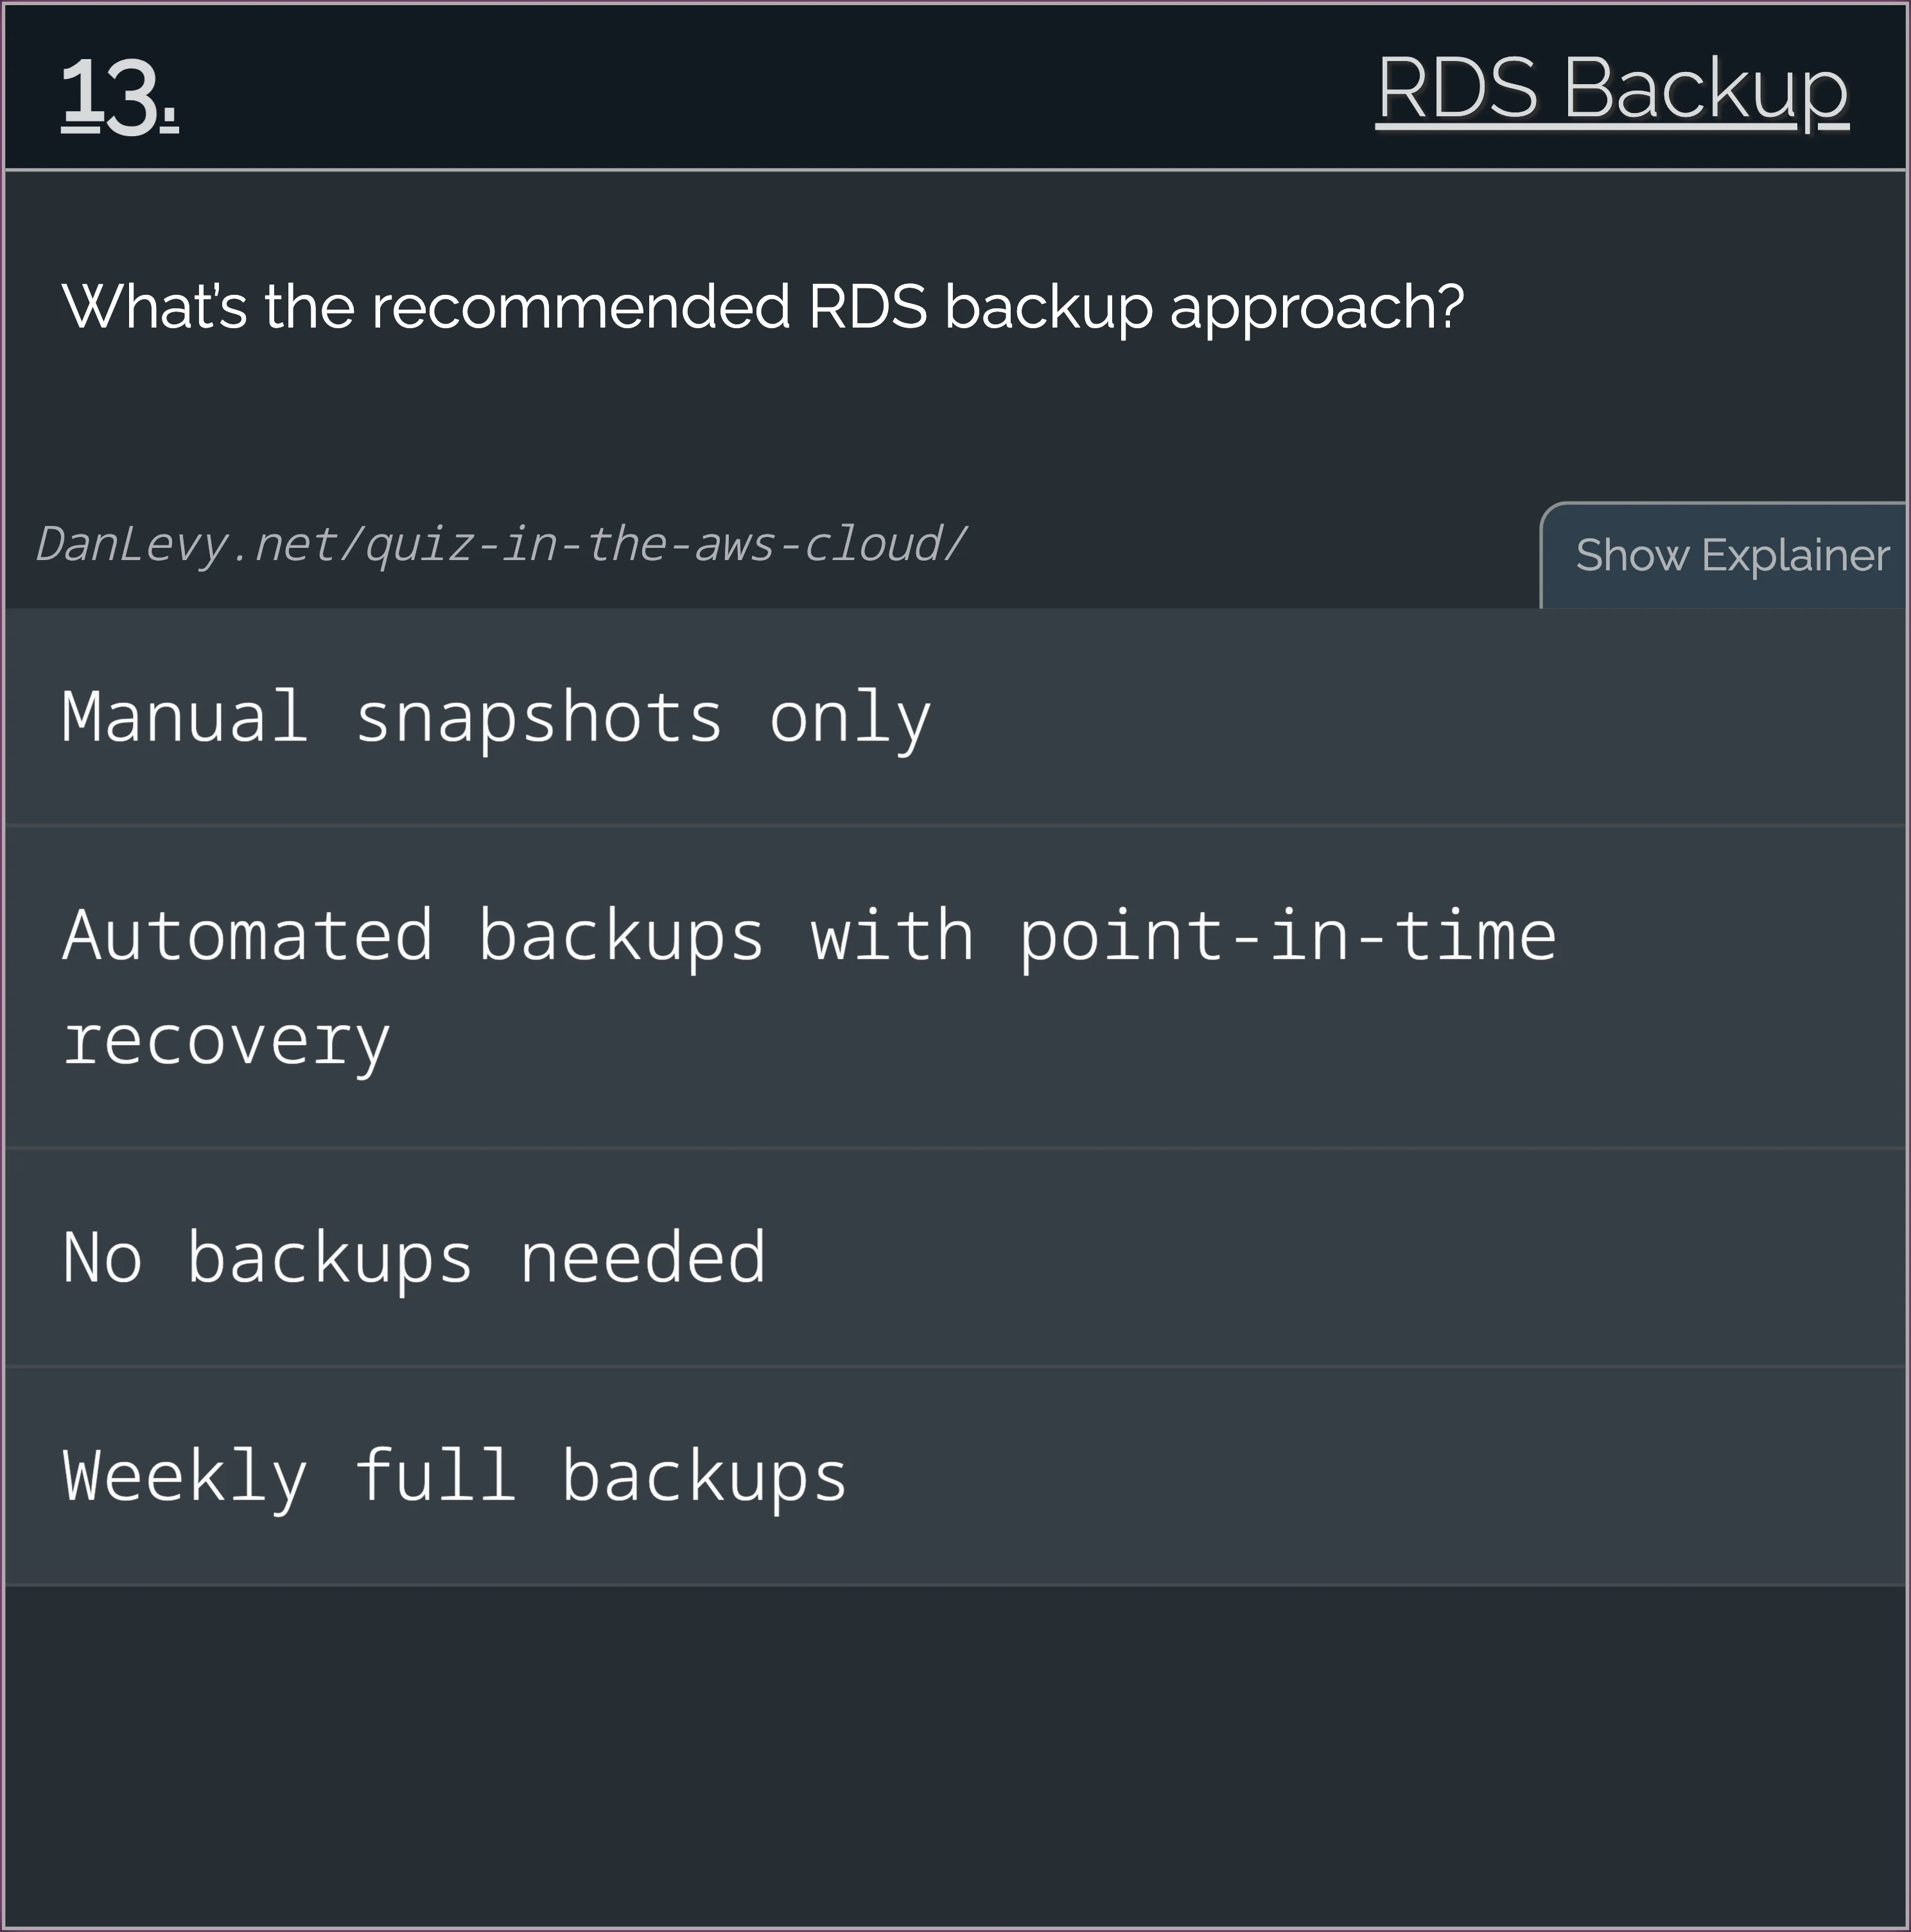 13.
RDS Backup
What's the recommended RDS backup approach?
DanLevy.net/quiz-in-the-aws-cloud/
Show Explainer
Manual snapshots only
Automated backups with point-in-time
recovery
No backups needed
Weekly full backups